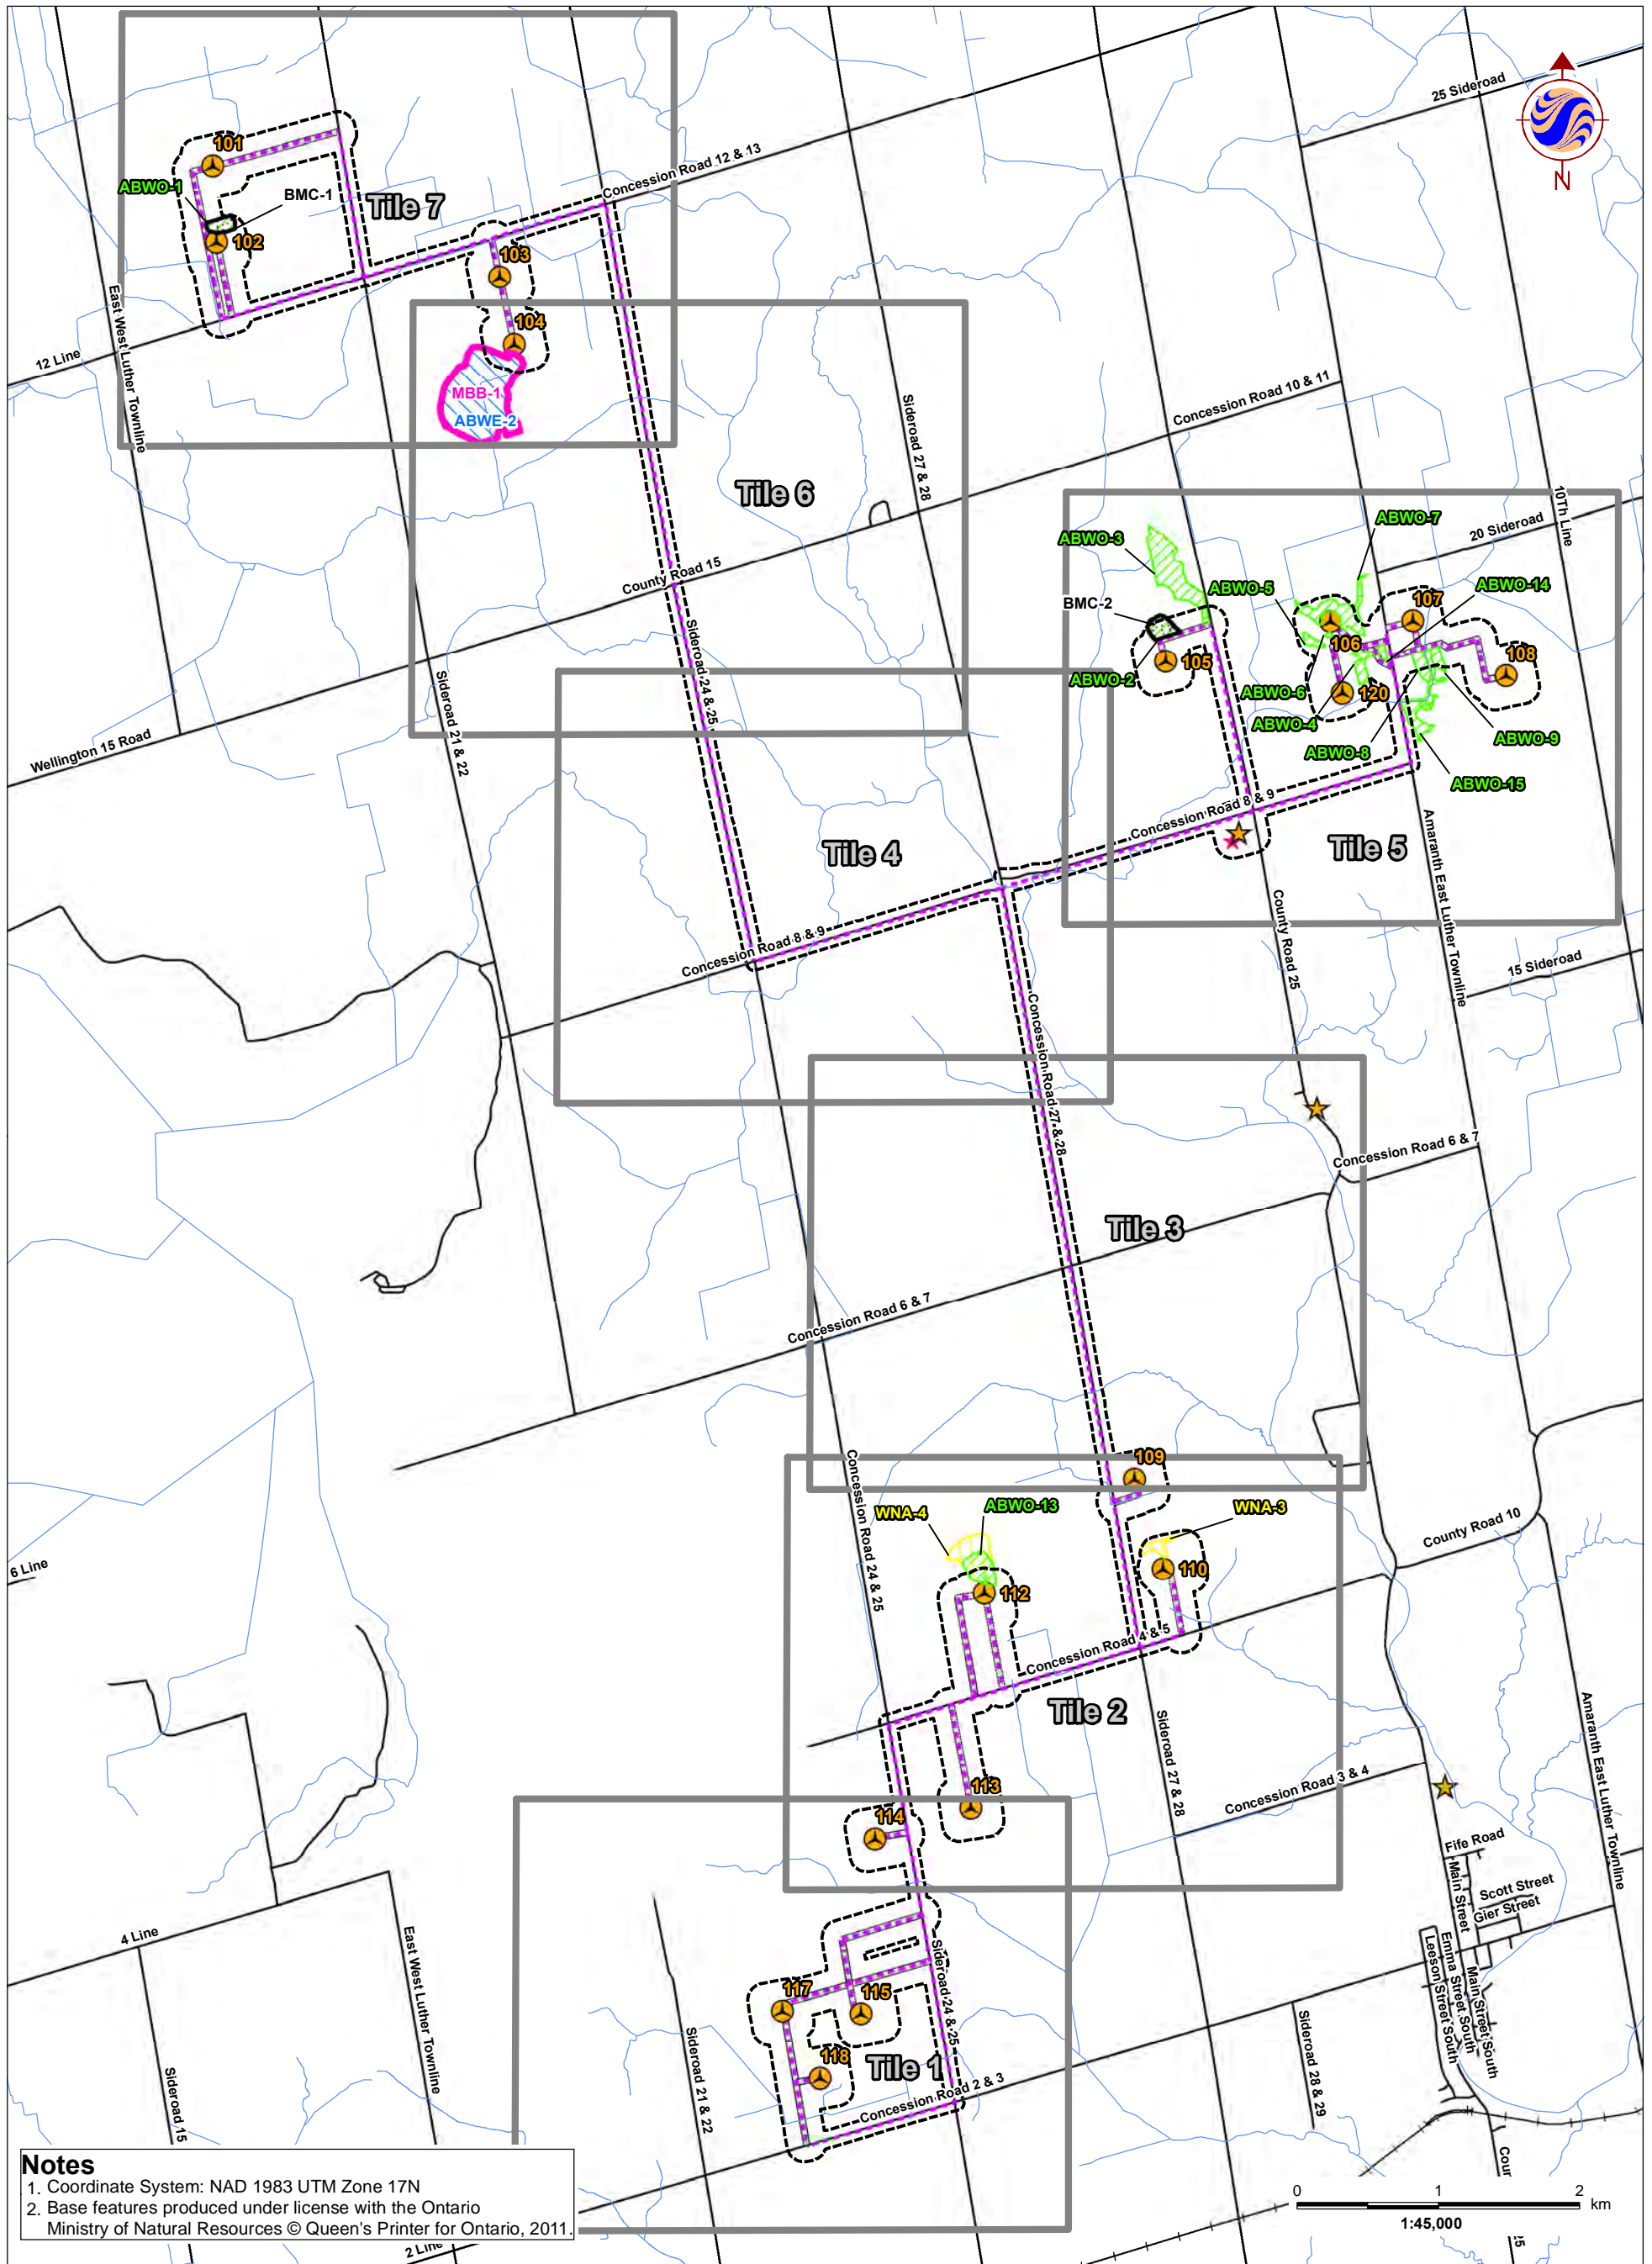 25 Sideroad
N
Concession Road 12 & 13
101
ABWO-1
BMC-1
Tile 7
102
103
104
East West Luther Townline
12 Line
MBB-1
ABWE-2
Concession Road 10 & 11
Sideroad 27 & 28
Tile 6
10Th Line
ABWO-7
20 Sideroad
ABWO-3
County Road 15
ABWO-5
ABWO-14
BMC-2
107
106
105
108
ABWO-2
ABWO-6
120
ABWO-4
ABWO-8
ABWO-9
ABWO-15
Sideroad 24 & 25
Sideroad 21 & 22
Wellington 15 Road
Concession Road 8 & 9
Tile 4
Tile 5
Amaranth East Luther Townline
County Road 25
Concession Road 8 & 9
15 Sideroad
Concession Road 27 & 28
Concession Road 6 & 7
Tile 3
Concession Road 6 & 7
109
Concession Road 24 & 25
WNA-4
ABWO-13
WNA-3
County Road 10
6 Line
110
112
Concession Road 4 & 5
Tile 2
Sideroad 27 & 28
Amaranth East Luther Townline
Concession Road 3 & 4
113
114
Fife Road
Main Street
Scott Street
Gier Street
4 Line
East West Luther Townline
Sideroad 24 & 25
Emma Street South
Leeson Street South
Main Street South
117
115
118
Tile 1
Sideroad 21 & 22
Concession Road 2 & 3
Sideroad 28 & 29
Sideroad 15
Notes
1. Coordinate System: NAD 1983 UTM Zone 17N
2. Base features produced under license with the Ontario
Ministry of Natural Resources © Queen's Printer for Ontario, 2011.
2 Line
Cour
0 1 2
km
1:45,000